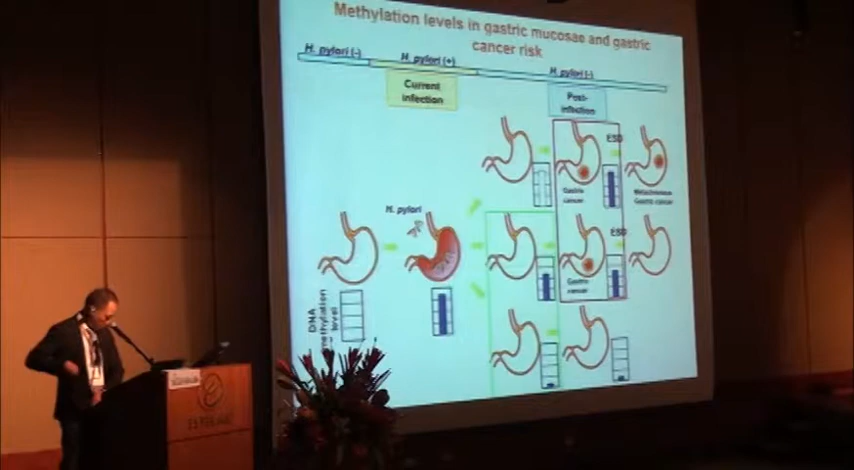 Methylation levels in gastric mucosae and gastric
cancer risk
H. pylori (-)
H. pylori (+)
H. pylori (-)
Current
infection
Post-
infection
ESD
Gastric
cancer
Metachronous
Gastric cancer
H. pylori
ESD
Gastric
cancer
DNA
methylation
level